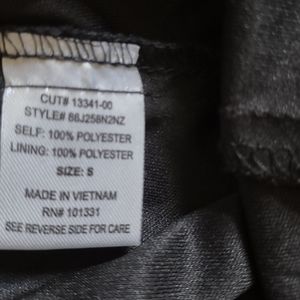 CUT# 13341-00
STYLE# 86J256N2NZ
SELF: 100% POLYESTER
LINING: 100% POLYESTER
SIZE: S
MADE IN VIETNAM
RN# 101331
SEE REVERSE SIDE FOR CARE